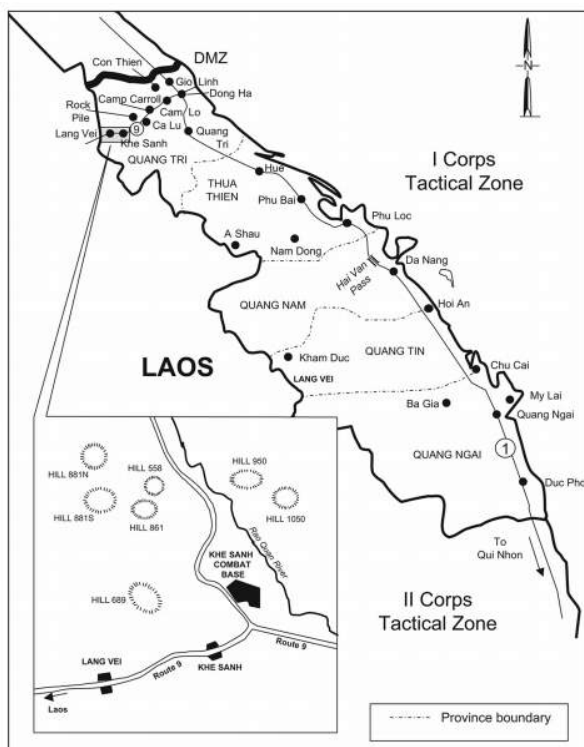 DMZ
N
Con Thien
Gio Linh
Dong Ha
Camp Carroll
Cam Lo
Rock
Pile
9
Ca Lu
Lang Vei
Khe Sanh
Quang
Tri
QUANG TRI
Hue
I Corps
Tactical Zone
THUA
THIEN
Phu Bai
Phu Loc
A Shau
Nam Dong
Hai Van
Pass
Da Nang
QUANG NAM
Hoi An
QUANG TIN
Kham Duc
LAOS
LANG VEI
Chu Cai
Ba Gia
My Lai
Quang Ngai
1
QUANG NGAI
Duc Pho
To
Qui Nhon
II Corps
Tactical Zone
HILL 881N
HILL 558
HILL 950
HILL 881S
HILL 861
HILL 1050
Rao Quan River
KHE SANH
COMBAT
BASE
HILL 689
Route 9
LANG VEI
Route 9
KHE SANH
Laos
Province boundary